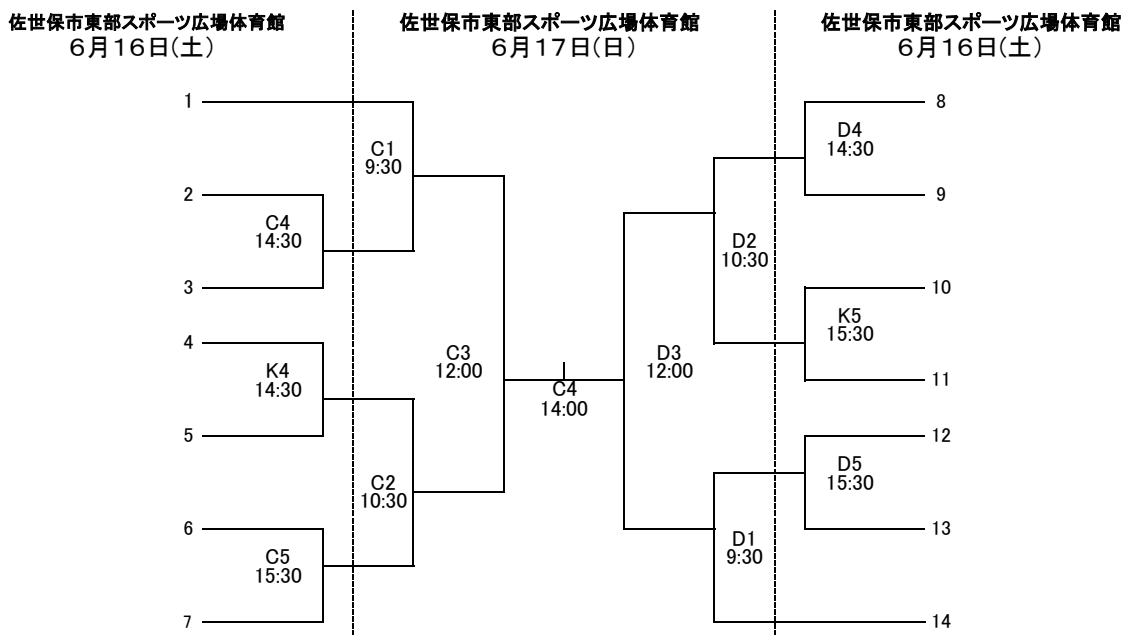 佐世保市東部スポーツ広場体育館
6月16日(土)
佐世保市東部スポーツ広場体育館
6月17日(日)
佐世保市東部スポーツ広場体育館
6月16日(土)
1
2
3
4
5
6
7
C4
14:30
K4
14:30
C5
15:30
C1
9:30
C2
10:30
C3
12:00
C4
14:00
D3
12:00
D2
10:30
D1
9:30
D4
14:30
K5
15:30
D5
15:30
8
9
10
11
12
13
14